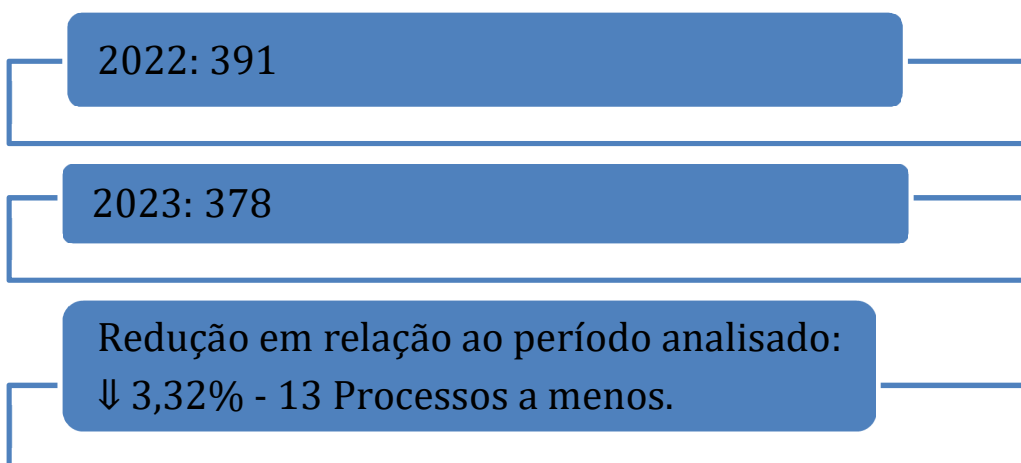 2022: 391
2023: 378
Redução em relação ao período analisado:
⇓ 3,32% - 13 Processos a menos.